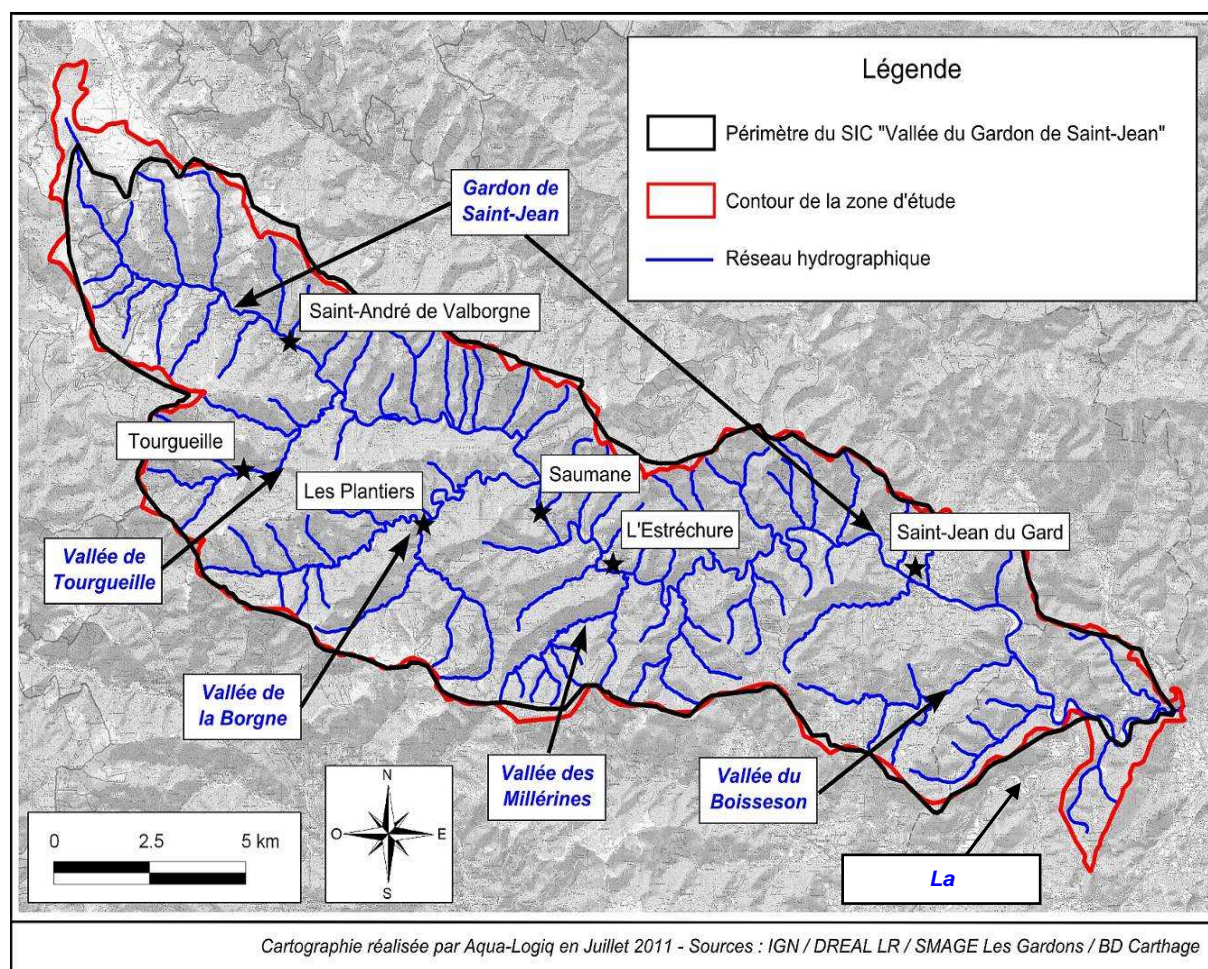 Légende
Périmètre du SIC "Vallée du Gardon de Saint-Jean"
Contour de la zone d'étude
Réseau hydrographique
Gardon de
Saint-Jean
Saint-André de Valborgne
Tourgueille
Les Plantiers
Saumane
L'Estréchure
Saint-Jean du Gard
Vallée de
Tourgueille
Vallée de
la Borgne
Vallée des
Millérines
Vallée du
Boisseson
La
N
O
E
S
0 2.5 5 km
Cartographie réalisée par Aqua-Logiq en Juillet 2011 - Sources : IGN / DREAL LR / SMAGE Les Gardons / BD Carthage